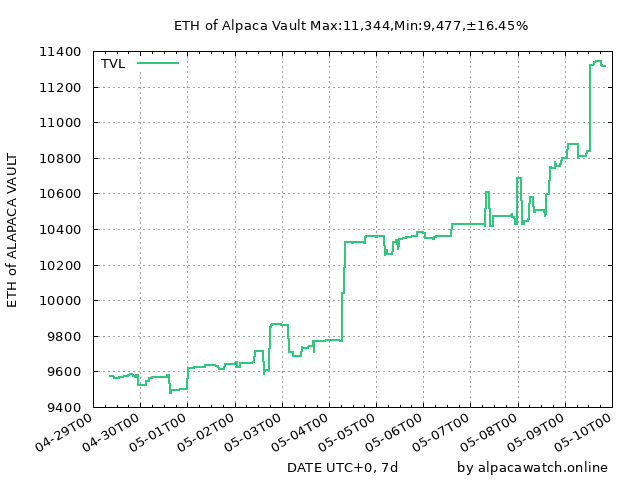 ETH of Alpaca Vault Max:11,344,Min:9,477,±16.45%
TVL
11400
11200
11000
10800
10600
10400
10200
10000
9800
9600
9400
ETH of ALAPACA VAULT
04-29T00
04-30T00
05-01T00
05-02T00
05-03T00
05-04T00
05-05T00
05-06T00
05-07T00
05-08T00
05-09T00
05-10T00
DATE UTC+0, 7d
by alpacawatch.online